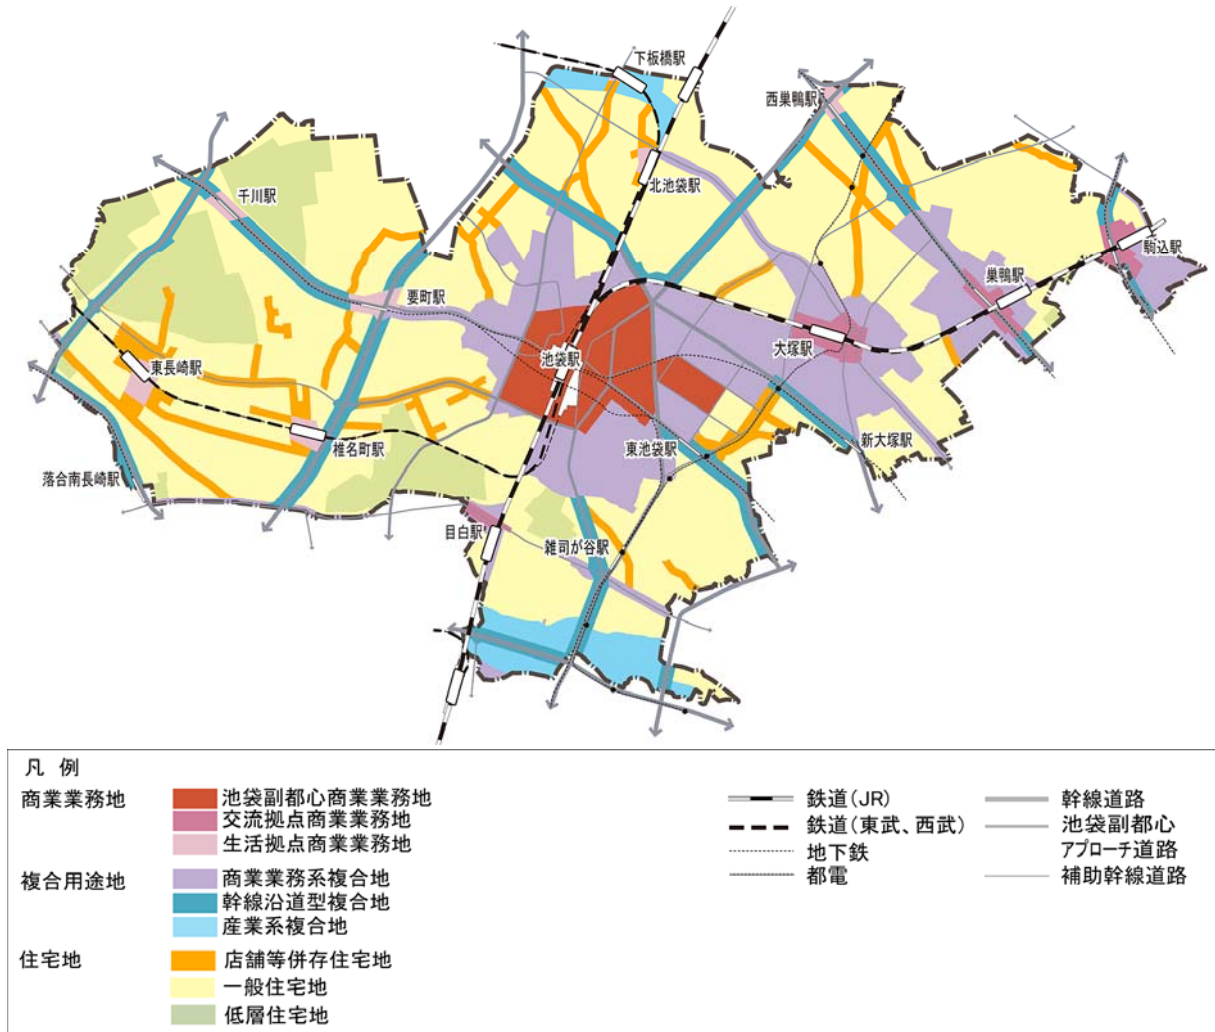 下板橋駅
西巣鴨駅
北池袋駅
千川駅
駒込駅
巣鴨駅
要町駅
大塚駅
池袋駅
東長崎駅
新大塚駅
東池袋駅
椎名町駅
落合南長崎駅
目白駅
雑司が谷駅
凡 例
商業業務地
池袋副都心商業業務地
交流拠点商業業務地
生活拠点商業業務地
複合用途地
商業業務系複合地
幹線沿道型複合地
産業系複合地
住宅地
店舗等併存住宅地
一般住宅地
低層住宅地
鉄道(JR)
鉄道(東武、西武)
地下鉄
都電
幹線道路
池袋副都心
アプローチ道路
補助幹線道路